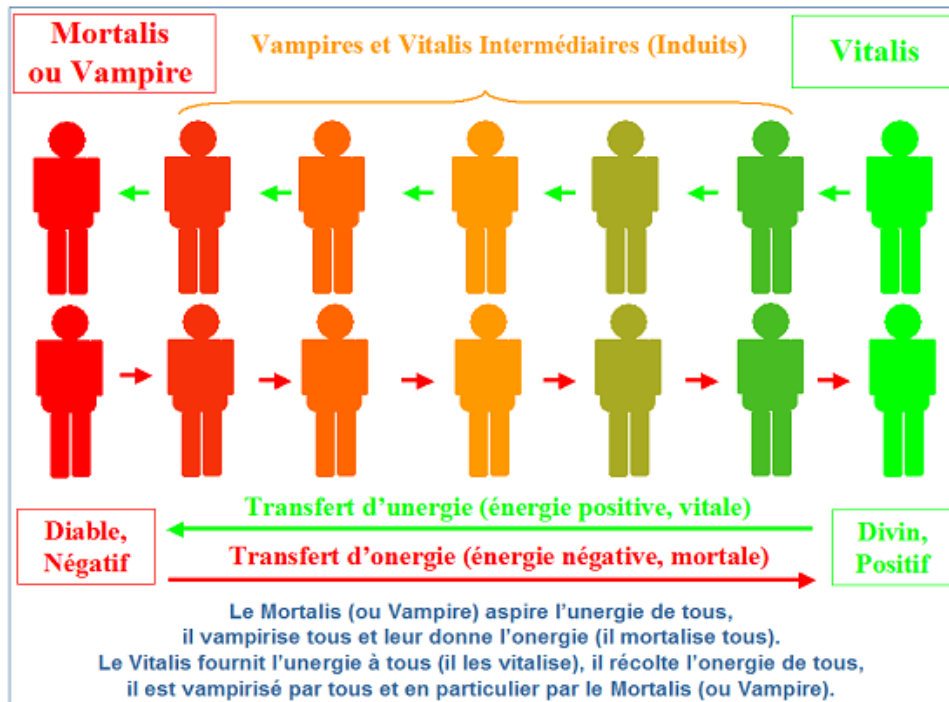 Mortalis
ou Vampire
Vampires et Vitalis Intermédiaires (Induits)
Vitalis
Transfert d’unergie (énergie positive, vitale)
Diable,
Négatif
Transfert d’onergie (énergie négative, mortale)
Divin,
Positif
Le Mortalis (ou Vampire) aspire l’unergie de tous,
il vampirise tous et leur donne l’onergie (il mortalise tous).
Le Vitalis fournit l’unergie à tous (il les vitalise), il récolte l’onergie de tous,
il est vampirisé par tous et en particulier par le Mortalis (ou Vampire).